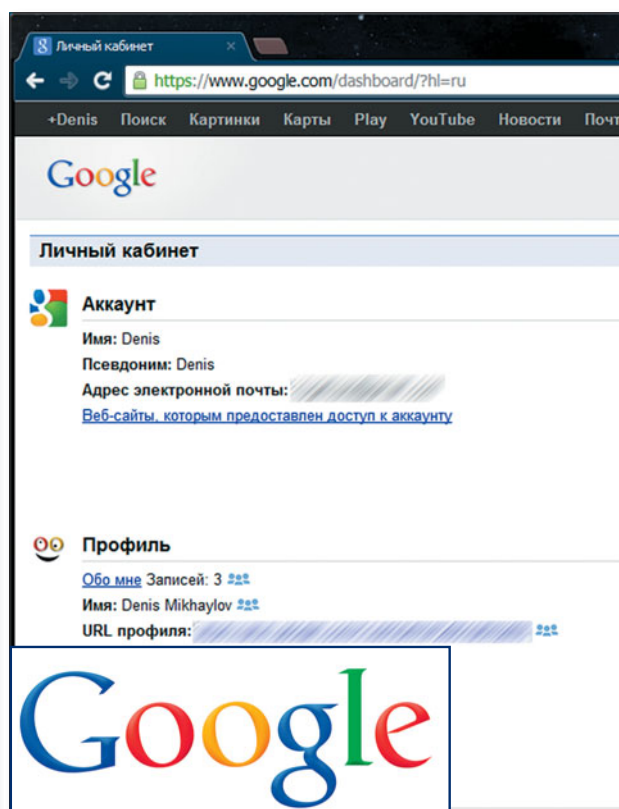 Личный кабинет
https://www.google.com/dashboard/?hl=ru
+Denis Поиск Картинки Карты Play YouTube Новости Почт
Google
Личный кабинет
Аккаунт
Имя: Denis
Псевдоним: Denis
Адрес электронной почты:
Веб-сайты, которым предоставлен доступ к аккаунту
Профиль
Обо мне Записей: 3
Имя: Denis Mikhaylov
URL профиля:
Google